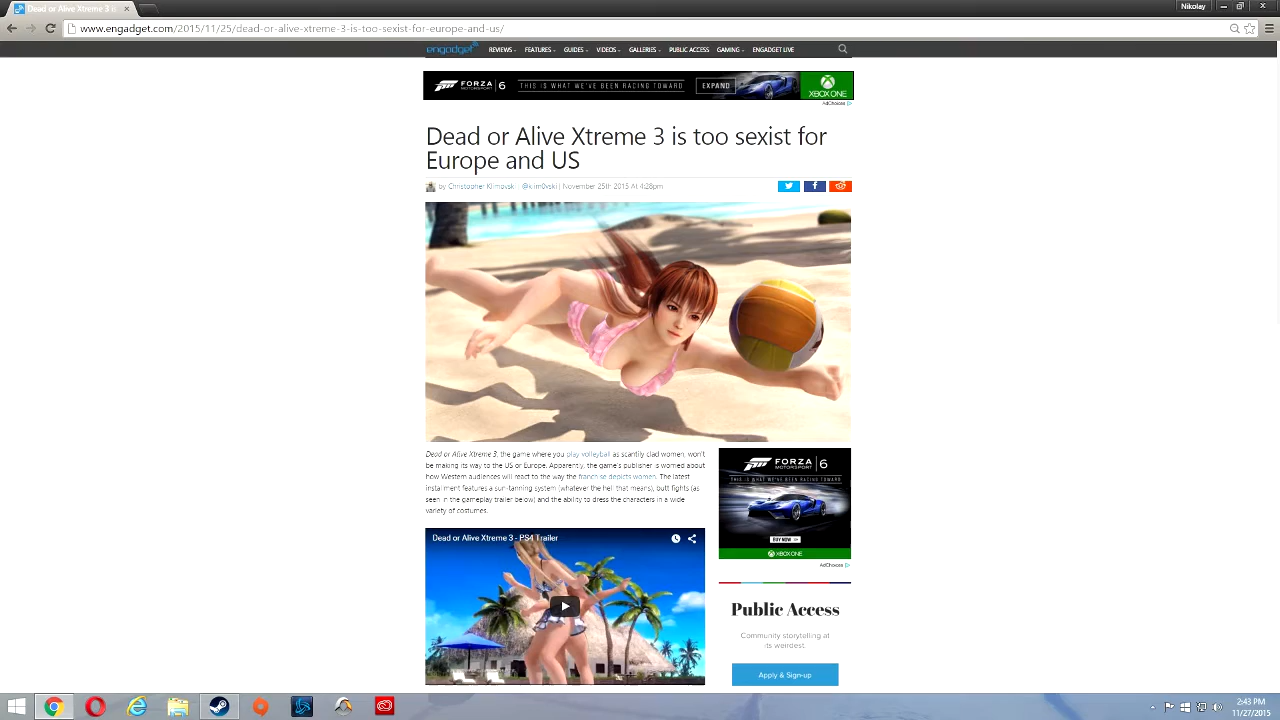 Dead or Alive Xtreme 3 i
Nikolay
www.engadget.com/2015/11/25/dead-or-alive-xtreme-3-is-too-sexist-for-europe-and-us/
engadget REVIEWS FEATURES GUIDES VIDEOS GALLERIES PUBLIC ACCESS GAMING ENGADGET LIVE
FORZA MOTORSPORT 6 THIS IS WHAT WE'VE BEEN RACING TOWARD EXPAND XBOX ONE
AdChoices
Dead or Alive Xtreme 3 is too sexist for
Europe and US
by Christopher Klimovski | @klim0vski | November 25th 2015 At 4:28pm
Dead or Alive Xtreme 3, the game where you play volleyball as scantily clad women, won't
be making its way to the US or Europe. Apparently, the game's publisher is worried about
how Western audiences will react to the way the franchise depicts women. The latest
instalment features a sun-tanning system (whatever the hell that means), butt fights (as
seen in the gameplay trailer below) and the ability to dress the characters in a wide
variety of costumes.
Dead or Alive Xtreme 3 - PS4 Trailer
FORZA MOTORSPORT 6
THIS IS WHAT WE'VE BEEN RACING TOWARD
BUY NOW
XBOX ONE
AdChoices
Public Access
Community storytelling at
its weirdest.
Apply & Sign-up
2:43 PM
11/27/2015